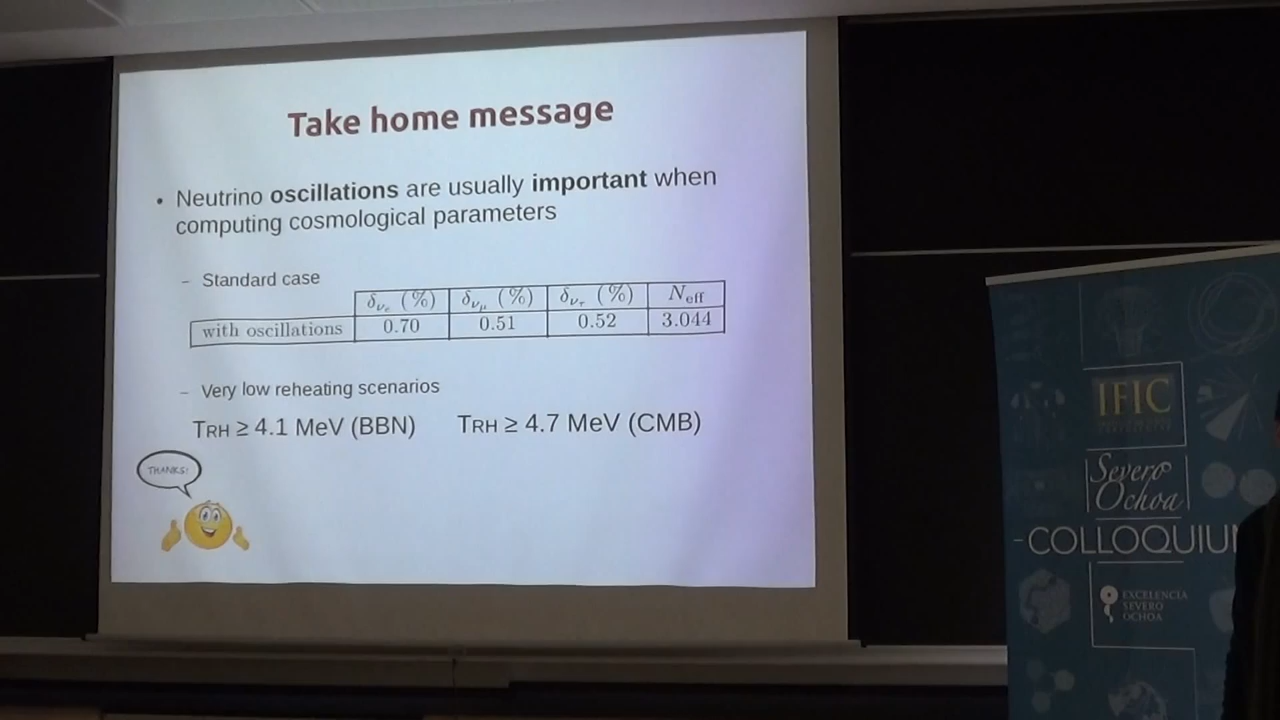 Take home message
• Neutrino oscillations are usually important when
computing cosmological parameters
– Standard case
δνe (%) δνμ (%) δντ (%) Neff
with oscillations 0.70 0.51 0.52 3.044
– Very low reheating scenarios
TRH ≥ 4.1 MeV (BBN) TRH ≥ 4.7 MeV (CMB)
THANKS!
IFIC
Severo
Ochoa
-COLLOQUIUM
EXCELENCIA
SEVERO
OCHOA